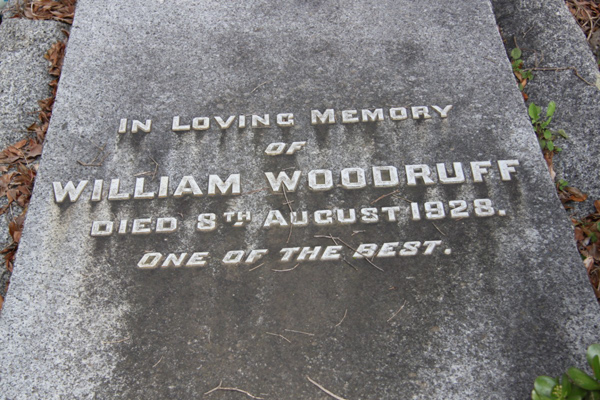 IN LOVING MEMORY
OF
WILLIAM WOODRUFF
DIED 8TH AUGUST 1928.
ONE OF THE BEST.